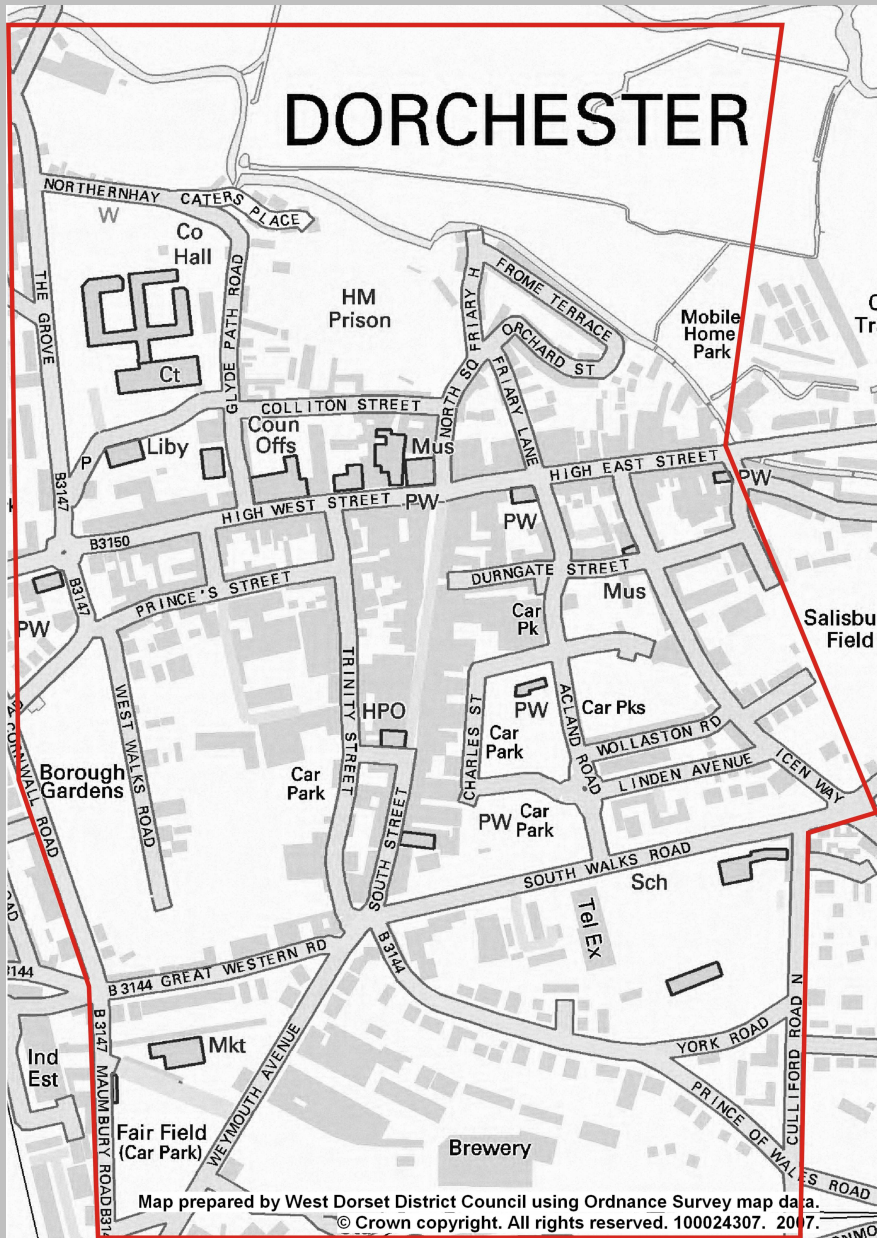 DORCHESTER
NORTHERNHAY
CATERS PLACE
W
Co
Hall
THE GROVE
GLYDE PATH ROAD
HM
Prison
FRIARY H
FROME TERRACE
ORCHARD ST
Mobile
Home
Park
Ct
NORTH SQ
FRIARY LANE
COLLITON STREET
Coun
Offs
Mus
P
Liby
B3147
HIGH EAST STREET
HIGH WEST STREET
PW
PW
PW
B3150
B3147
PRINCE'S STREET
DURNGATE STREET
Mus
PW
Car
Pk
Salisbu
Field
TRINITY STREET
WEST WALKS ROAD
HPO
CHARLES ST
PW
ACLAND ROAD
Car Pks
Car
Park
WOLLASTON RD
CORNWALL ROAD
Borough
Gardens
Car
Park
LINDEN AVENUE
ICEN WAY
PW
Car
Park
SOUTH STREET
SOUTH WALKS ROAD
Sch
Tel Ex
B 3144
B 3144 GREAT WESTERN RD
3144
B 3147 MAUMBURY ROAD
Ind
Est
Mkt
WEYMOUTH AVENUE
YORK ROAD
CULLIFORD ROAD N
PRINCE OF WALES ROAD
Fair Field
(Car Park)
Brewery
Map prepared by West Dorset District Council using Ordnance Survey map data.
© Crown copyright. All rights reserved. 100024307. 2007.